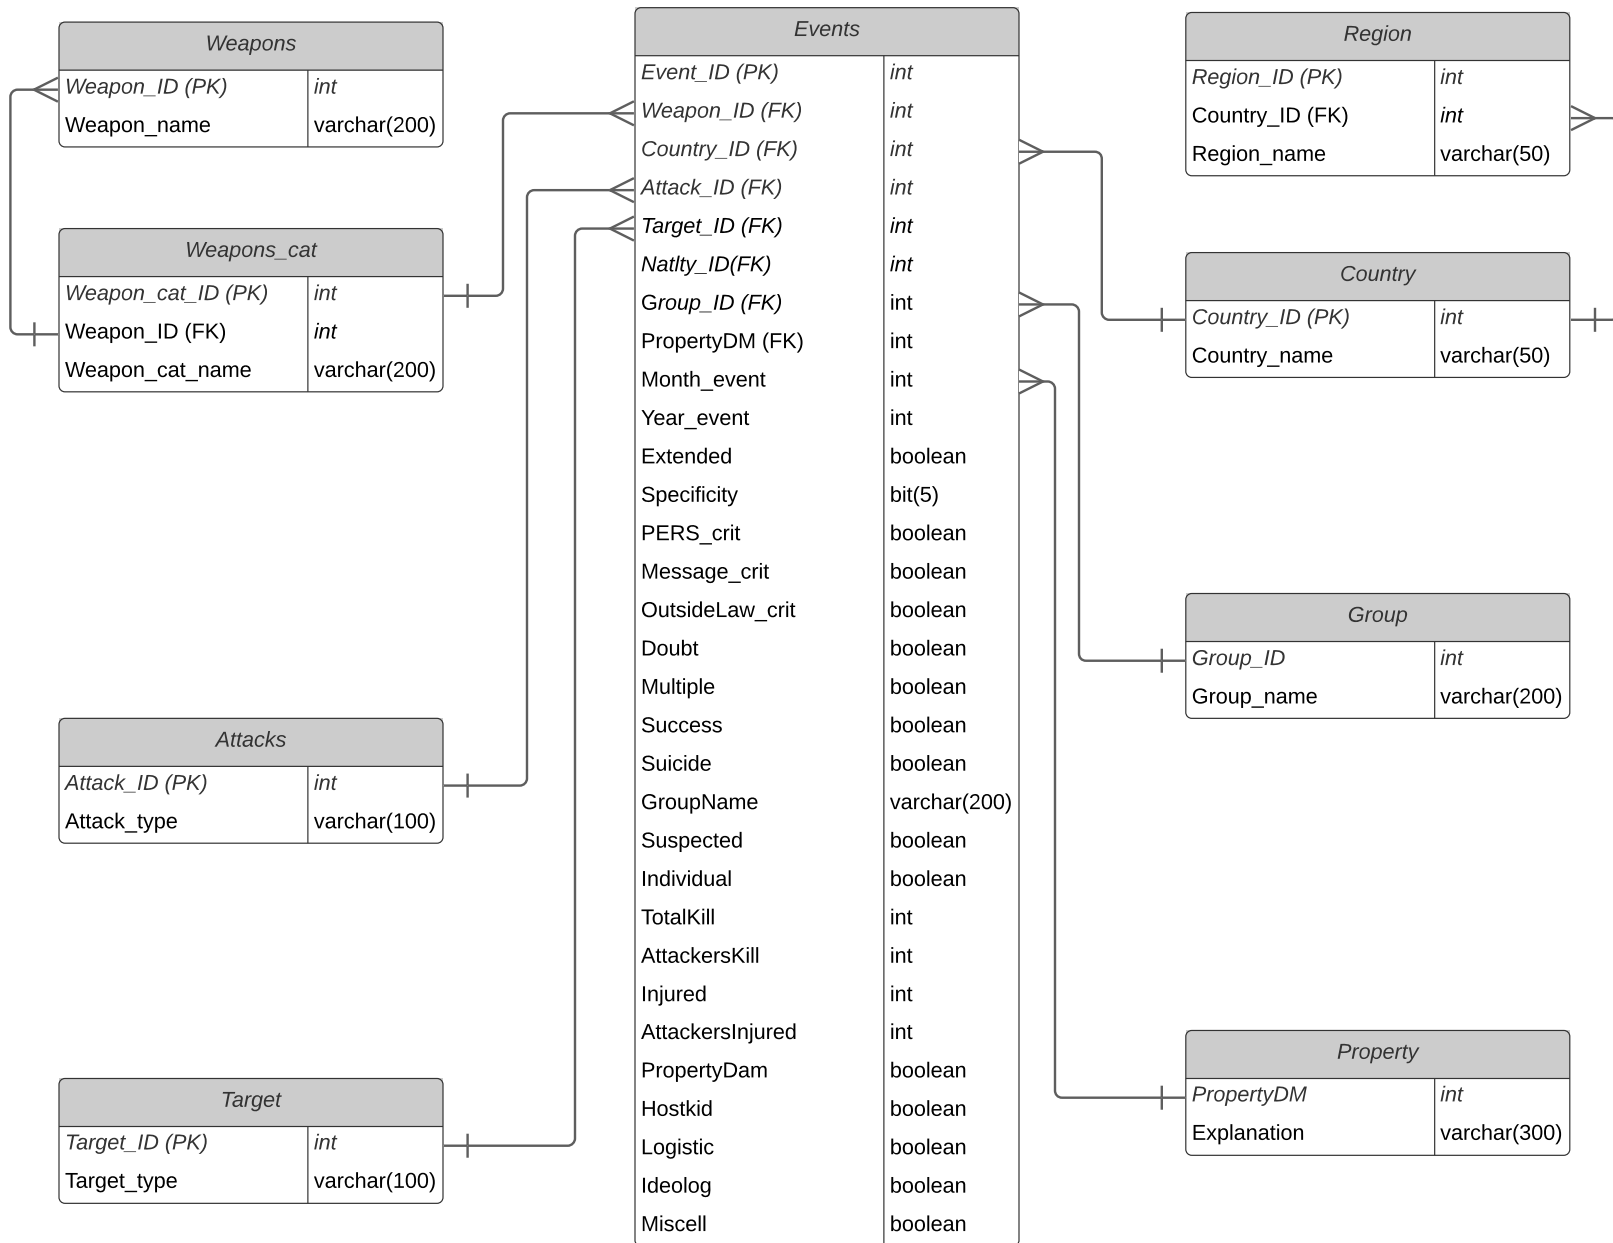 Weapons
Weapon_ID (PK) int
Weapon_name varchar(200)
Weapons_cat
Weapon_cat_ID (PK) int
Weapon_ID (FK) int
Weapon_cat_name varchar(200)
Attacks
Attack_ID (PK) int
Attack_type varchar(100)
Target
Target_ID (PK) int
Target_type varchar(100)
Events
Event_ID (PK) int
Weapon_ID (FK) int
Country_ID (FK) int
Attack_ID (FK) int
Target_ID (FK) int
Natlty_ID(FK) int
Group_ID (FK) int
PropertyDM (FK) int
Month_event int
Year_event int
Extended boolean
Specificity bit(5)
PERS_crit boolean
Message_crit boolean
OutsideLaw_crit boolean
Doubt boolean
Multiple boolean
Success boolean
Suicide boolean
GroupName varchar(200)
Suspected boolean
Individual boolean
TotalKill int
AttackersKill int
Injured int
AttackersInjured int
PropertyDam boolean
Hostkid boolean
Logistic boolean
Ideolog boolean
Miscell boolean
Region
Region_ID (PK) int
Country_ID (FK) int
Region_name varchar(50)
Country
Country_ID (PK) int
Country_name varchar(50)
Group
Group_ID int
Group_name varchar(200)
Property
PropertyDM int
Explanation varchar(300)